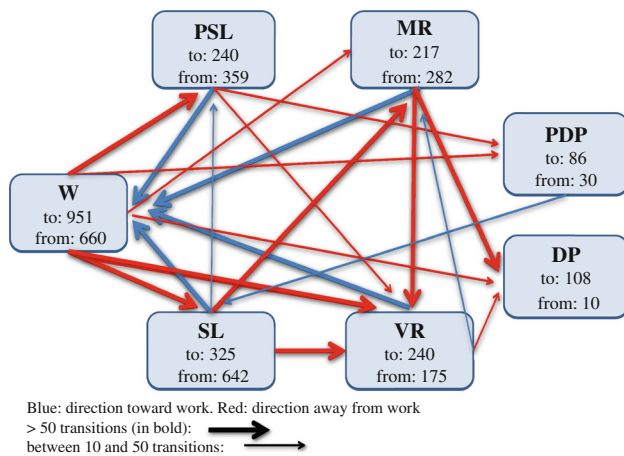 PSL
to: 240
from: 359
MR
to: 217
from: 282
PDP
to: 86
from: 30
W
to: 951
from: 660
DP
to: 108
from: 10
SL
to: 325
from: 642
VR
to: 240
from: 175
Blue: direction toward work. Red: direction away from work
> 50 transitions (in bold):
between 10 and 50 transitions: